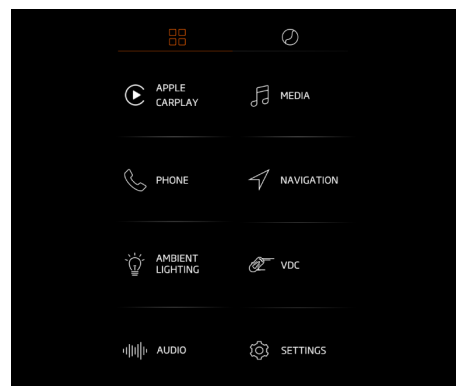 APPLE
CARPLAY
MEDIA
PHONE
NAVIGATION
AMBIENT
LIGHTING
VDC
AUDIO
SETTINGS